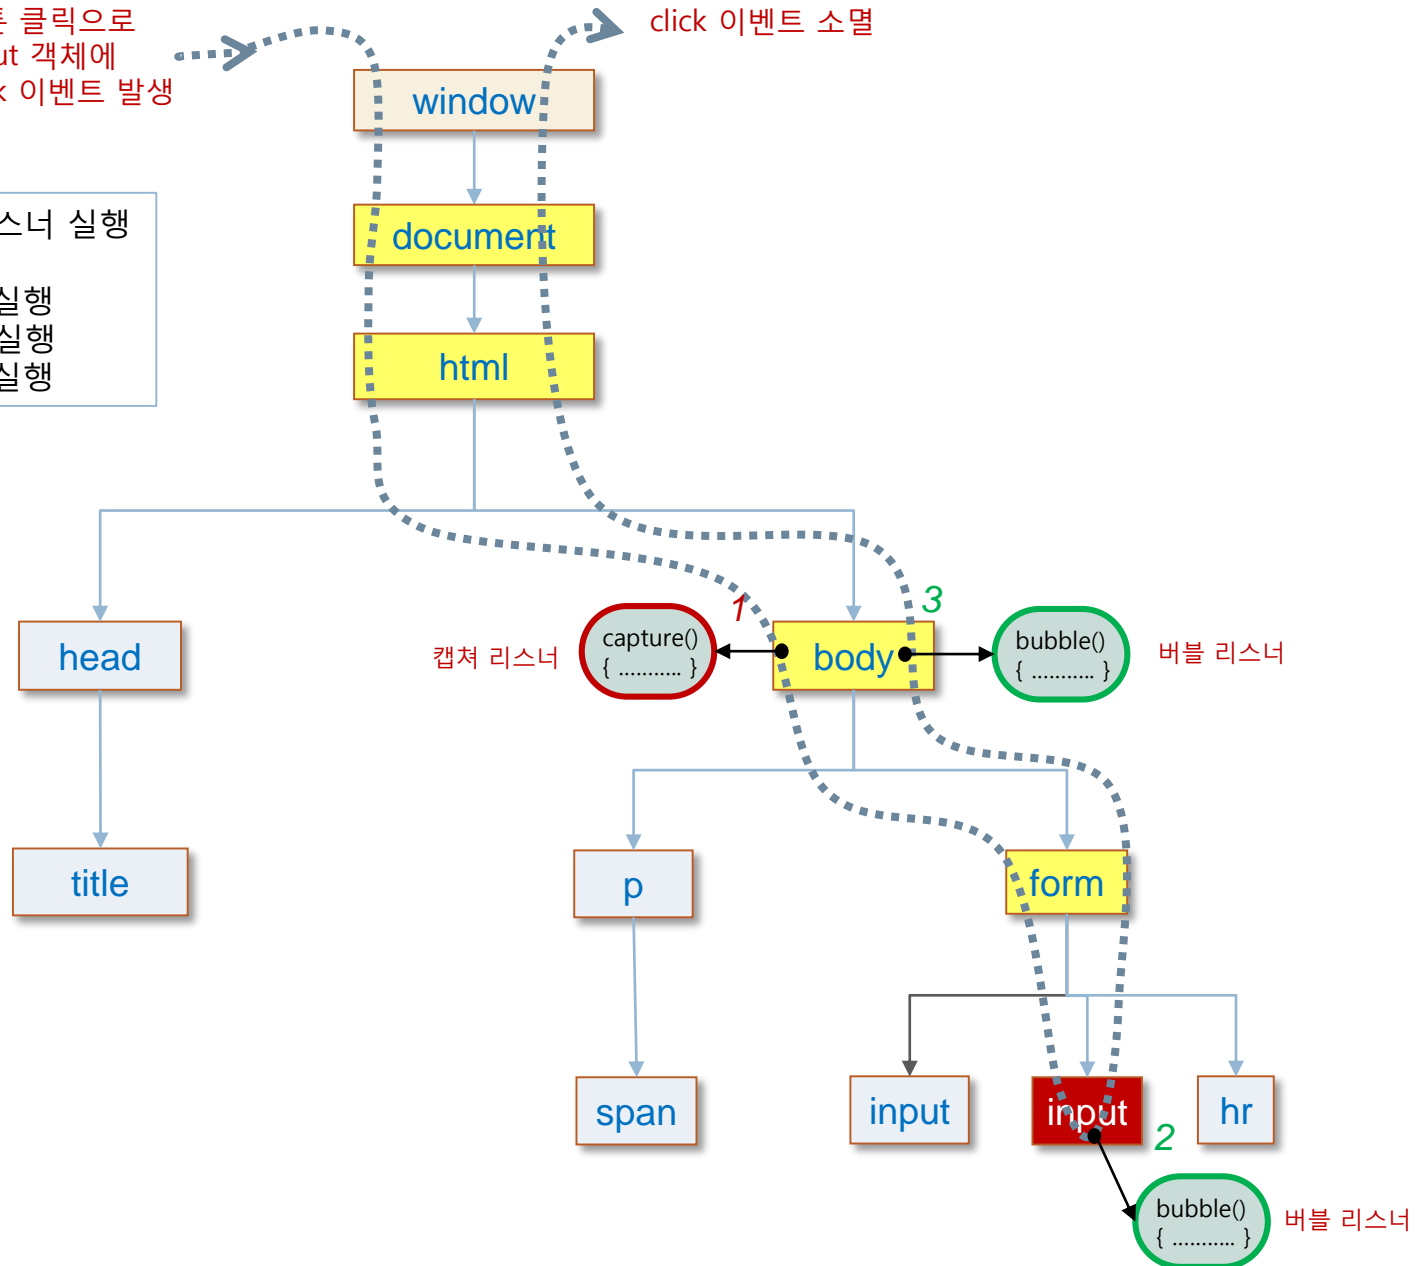 클릭으로
객체에
이벤트 발생
click 이벤트 소멸
window
실행
document
실행
실행
실행
html
1
3
head
캡쳐 리스너
capture()
{ ........... }
body
bubble()
{ ........... }
버블 리스너
title
p
form
span
input
input
hr
2
bubble()
{ ........... }
버블 리스너